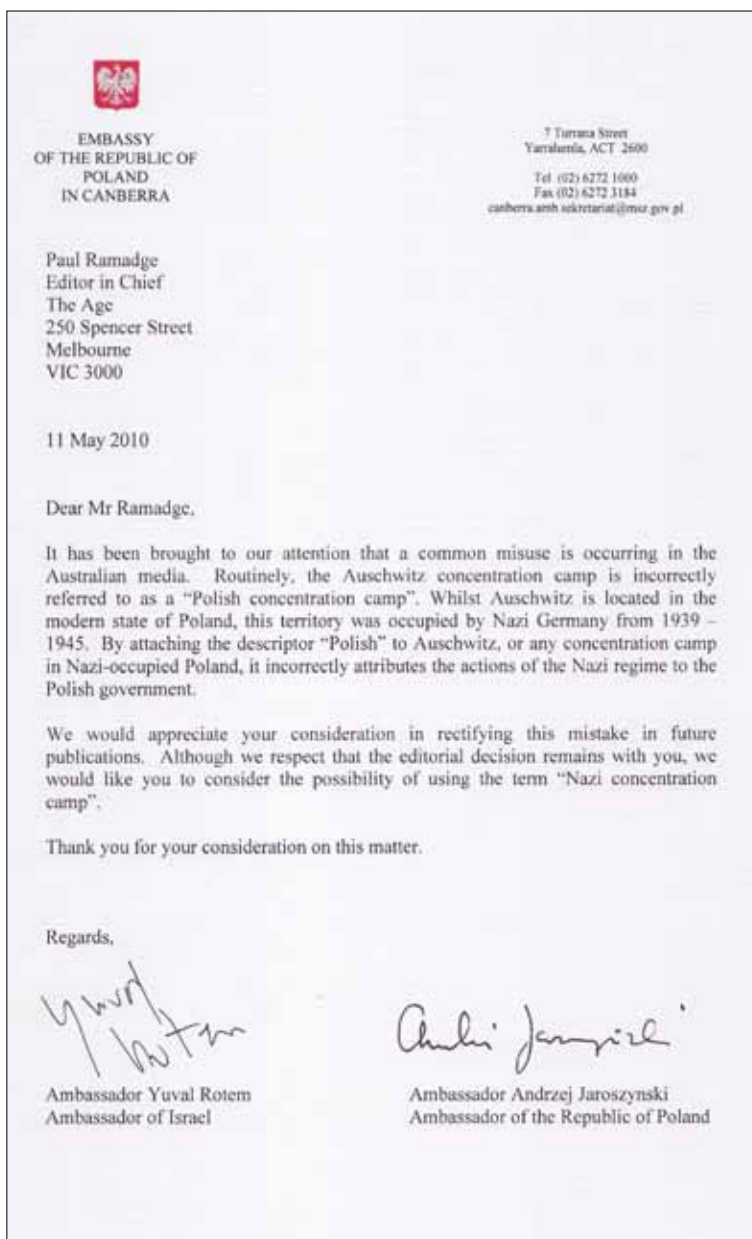 EMBASSY
OF THE REPUBLIC OF
POLAND
IN CANBERRA
7 Turrana Street
Yarralumla, ACT 2600
Tel (02) 6272 1000
Fax (02) 6272 3184
canberra.amb.sekretariat@msz.gov.pl
Paul Ramadge
Editor in Chief
The Age
250 Spencer Street
Melbourne
VIC 3000
11 May 2010
Dear Mr Ramadge,
It has been brought to our attention that a common misuse is occurring in the
Australian media. Routinely, the Auschwitz concentration camp is incorrectly
referred to as a “Polish concentration camp”. Whilst Auschwitz is located in the
modern state of Poland, this territory was occupied by Nazi Germany from 1939 –
1945. By attaching the descriptor “Polish” to Auschwitz, or any concentration camp
in Nazi-occupied Poland, it incorrectly attributes the actions of the Nazi regime to the
Polish government.
We would appreciate your consideration in rectifying this mistake in future
publications. Although we respect that the editorial decision remains with you, we
would like you to consider the possibility of using the term “Nazi concentration
camp”.
Thank you for your consideration on this matter.
Regards,
Yuval
Rotem
Ambassador Yuval Rotem
Ambassador of Israel
Ambassador Andrzej Jaroszynski
Ambassador of the Republic of Poland